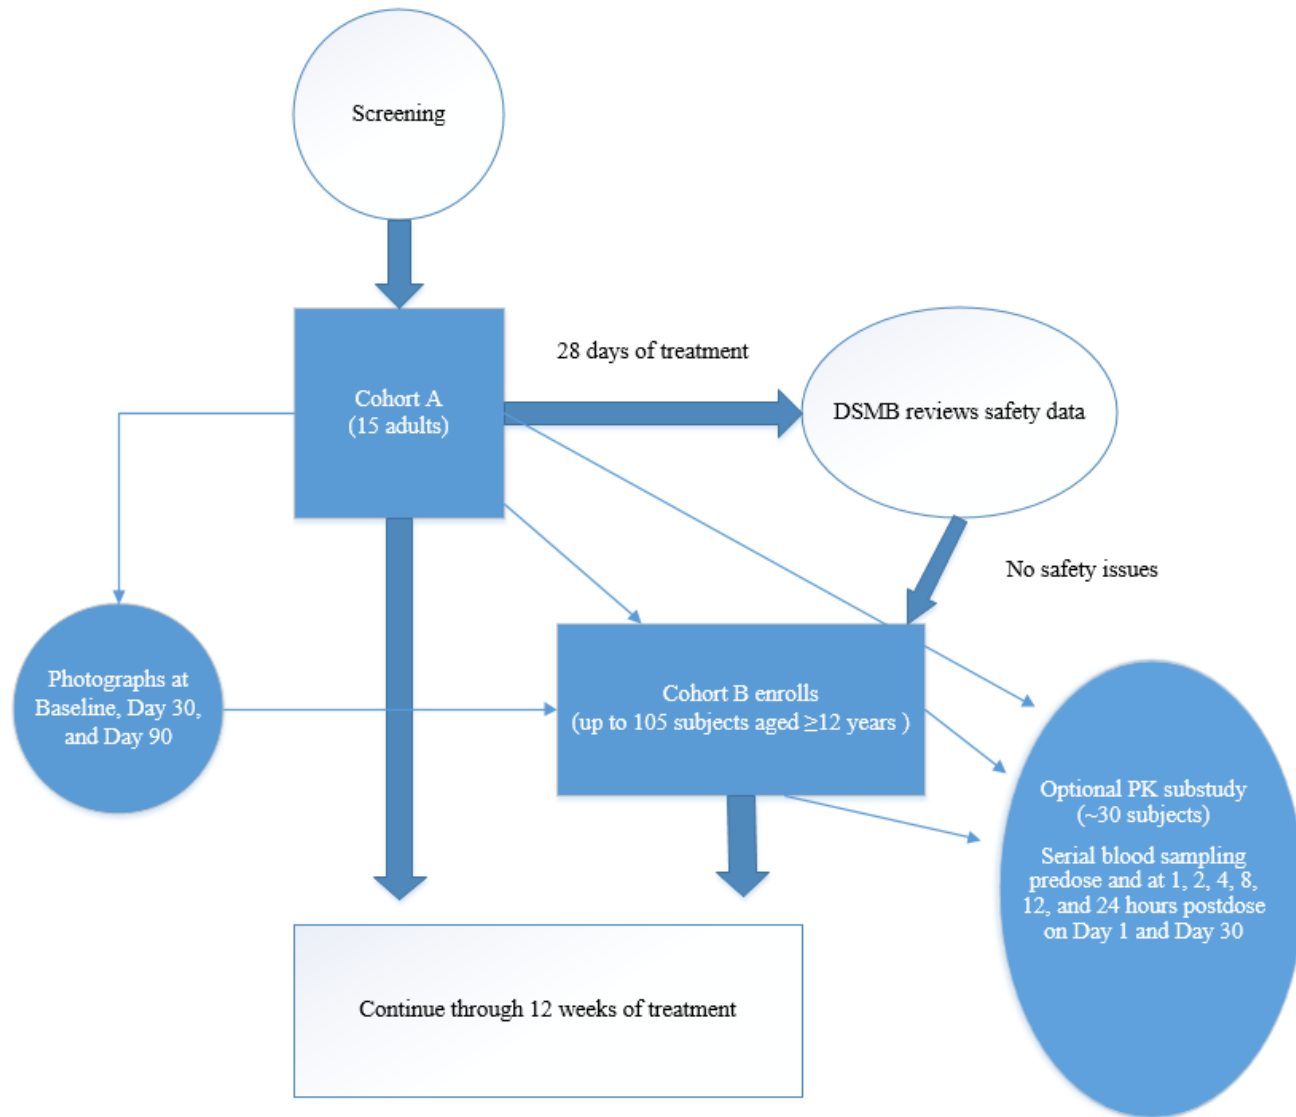 Screening
Cohort A
(15 adults)
28 days of treatment
DSMB reviews safety data
No safety issues
Photographs at
Baseline, Day 30,
and Day 90
Cohort B enrolls
(up to 105 subjects aged ≥12 years )
Optional PK substudy
(~30 subjects)
Serial blood sampling
predose and at 1, 2, 4, 8,
12, and 24 hours postdose
on Day 1 and Day 30
Continue through 12 weeks of treatment